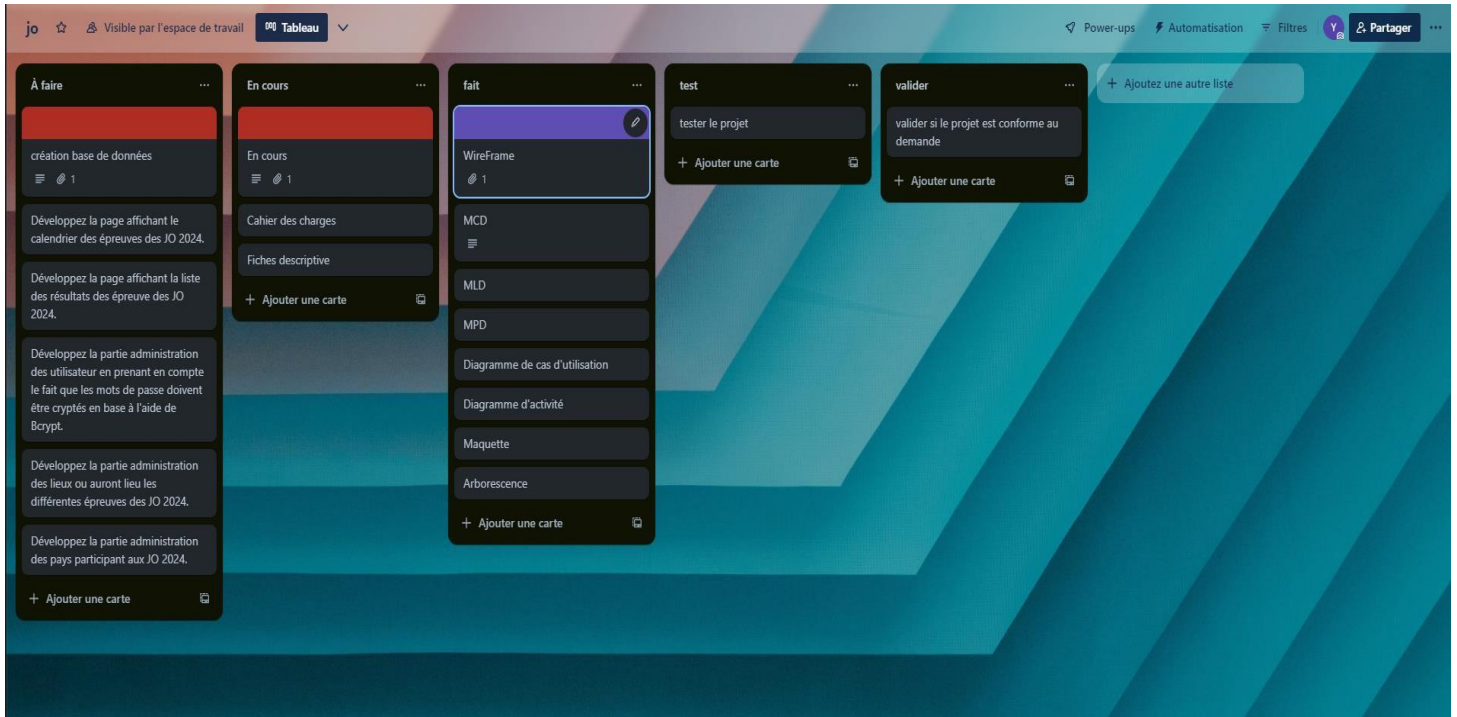 jo
Visible par l'espace de travail
Tableau
Power-ups
Automatisation
Filtres
Y
Partager
À faire
création base de données
1
Développez la page affichant le
calendrier des épreuves des JO 2024.
Développez la page affichant la liste
des résultats des épreuve des JO
2024.
Développez la partie administration
des utilisateur en prenant en compte
le fait que les mots de passe doivent
être cryptés en base à l'aide de
Bcrypt.
Développez la partie administration
des lieux ou auront lieu les
différentes épreuves des JO 2024.
Développez la partie administration
des pays participant aux JO 2024.
+ Ajouter une carte
En cours
En cours
1
Cahier des charges
Fiches descriptive
+ Ajouter une carte
fait
WireFrame
1
MCD
MLD
MPD
Diagramme de cas d'utilisation
Diagramme d'activité
Maquette
Arborescence
+ Ajouter une carte
test
tester le projet
+ Ajouter une carte
valider
valider si le projet est conforme au
demande
+ Ajouter une carte
+ Ajoutez une autre liste